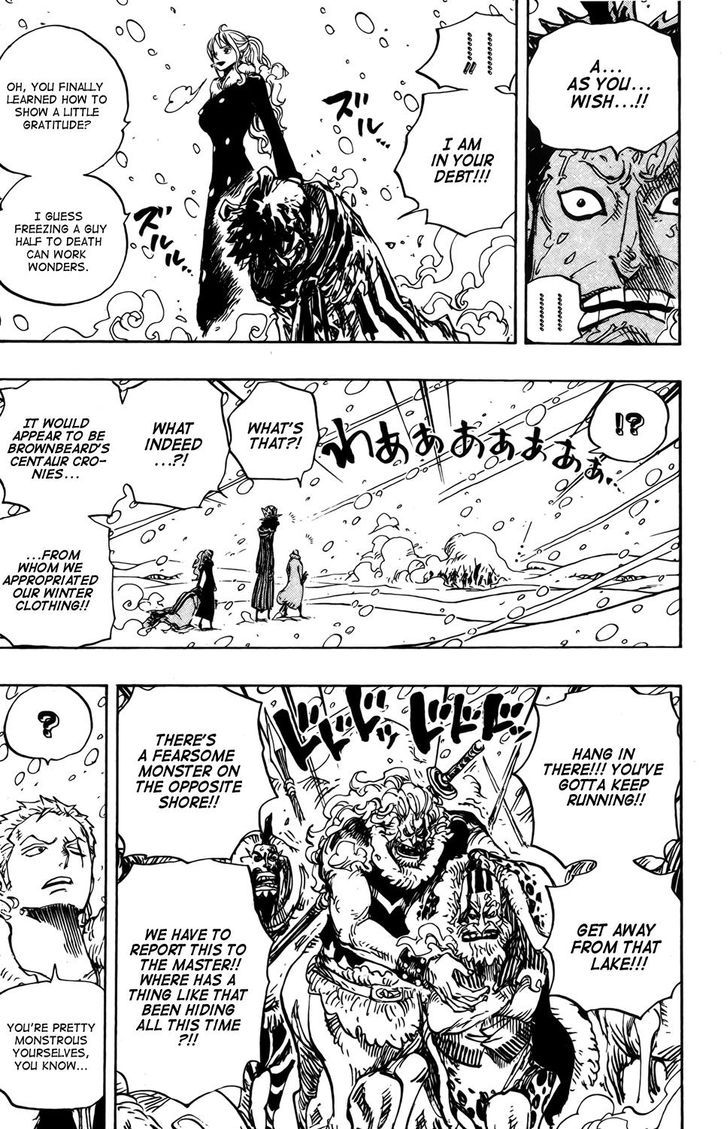 A...
AS YOU...
WISH...!!
!!
I AM
IN YOUR
DEBT!!!
OH, YOU FINALLY
LEARNED HOW TO
SHOW A LITTLE
GRATITUDE?
I GUESS
FREEZING A GUY
HALF TO DEATH
CAN WORK
WONDERS.
ズルル...
ズルル
!?
わぁぁぁぁぁぁぁ...
WHAT'S
THAT?!
WHAT
INDEED
...?!
IT WOULD
APPEAR TO BE
BROWNBEARD'S
CENTAUR CRO-
NIES...
...FROM
WHOM WE
APPROPRIATED
OUR WINTER
CLOTHING!!
ドドドッ
ドドドッ
HANG IN
THERE!!! YOU'VE
GOTTA KEEP
RUNNING!!
GET AWAY
FROM THAT
LAKE!!!
THERE'S
A FEARSOME
MONSTER ON
THE OPPOSITE
SHORE!!
WE HAVE TO
REPORT THIS TO
THE MASTER!!
WHERE HAS A
THING LIKE THAT
BEEN HIDING
ALL THIS TIME
?!!
?
YOU'RE PRETTY
MONSTROUS
YOURSELVES,
YOU KNOW...